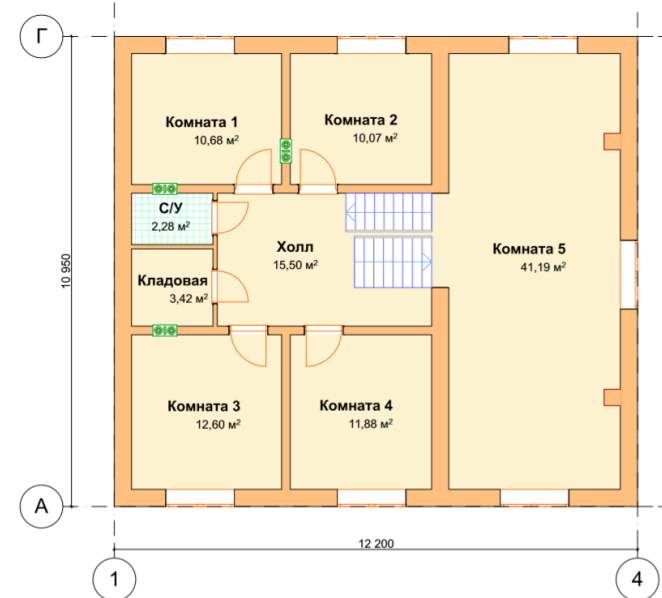 Г
Комната 1
10,68 м²
Комната 2
10,07 м²
С/У
2,28 м²
Холл
15,50 м²
Комната 5
41,19 м²
Кладовая
3,42 м²
10 950
Комната 3
12,60 м²
Комната 4
11,88 м²
А
12 200
1
4